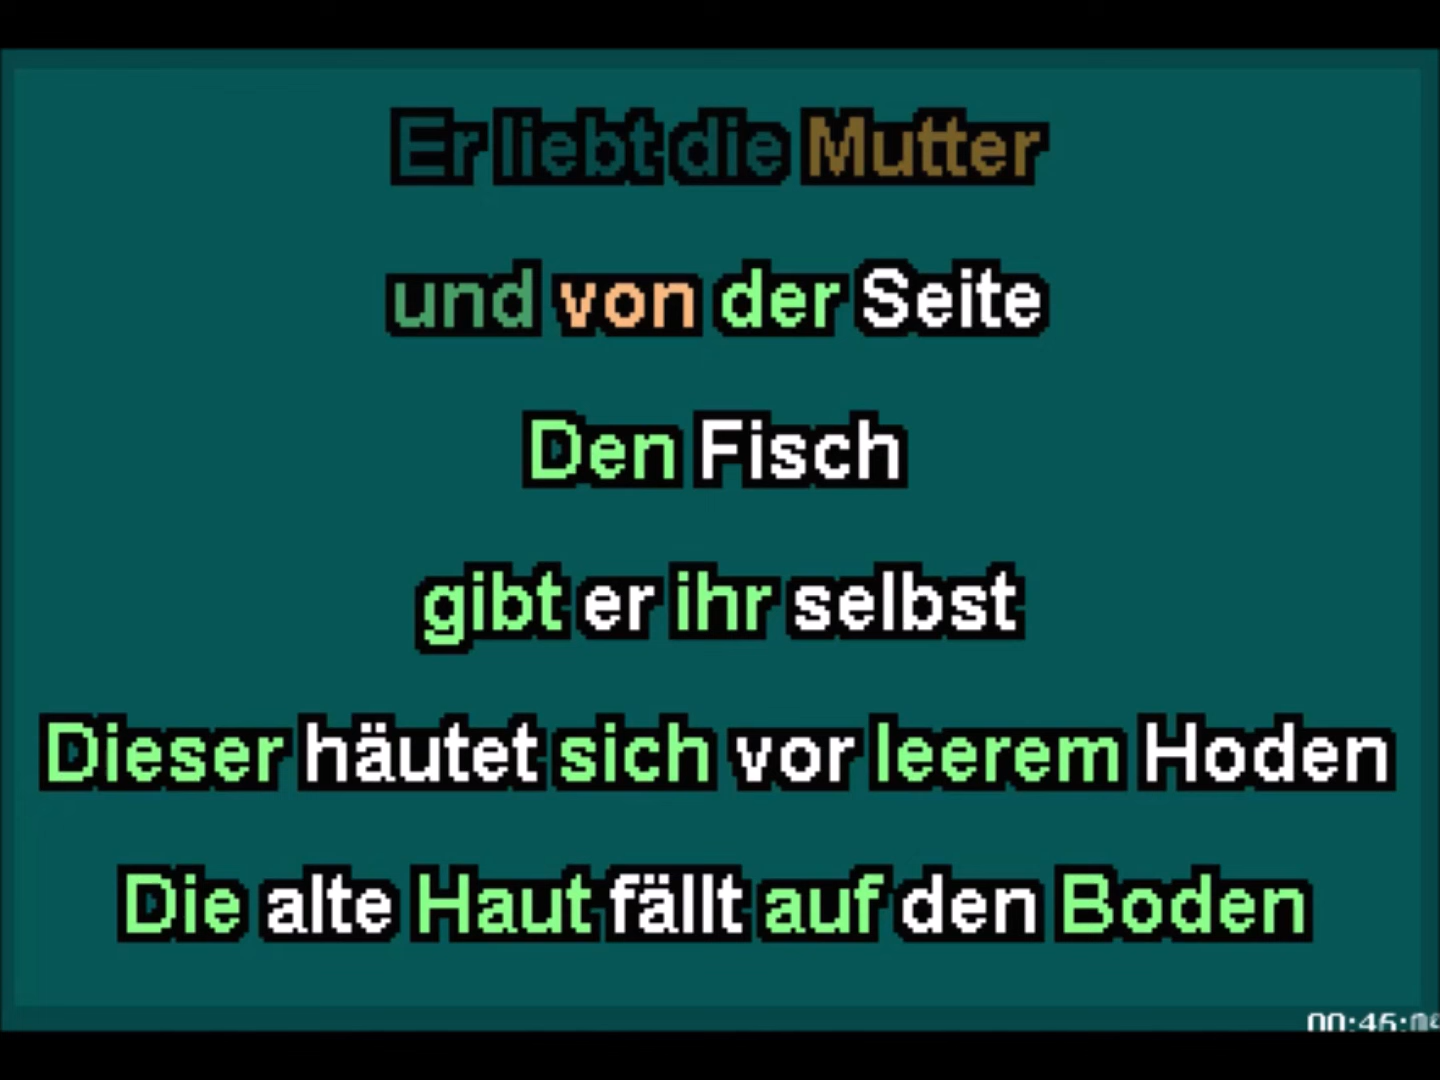 Er liebt die Mutter
und von der Seite
Den Fisch
gibt er ihr selbst
Dieser häutet sich vor leerem Hoden
Die alte Haut fällt auf den Boden